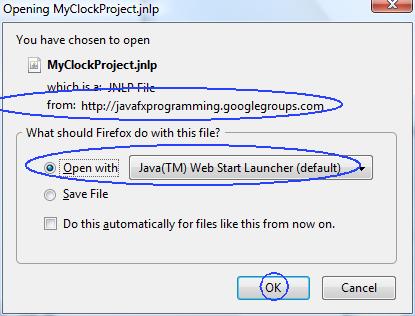 Opening MyClockProject.jnlp
You have chosen to open
MyClockProject.jnlp
which is a: JNLP File
from: http://javafxprogramming.googlegroups.com
What should Firefox do with this file?
Open with Java(TM) Web Start Launcher (default)
Save File
Do this automatically for files like this from now on.
OK Cancel